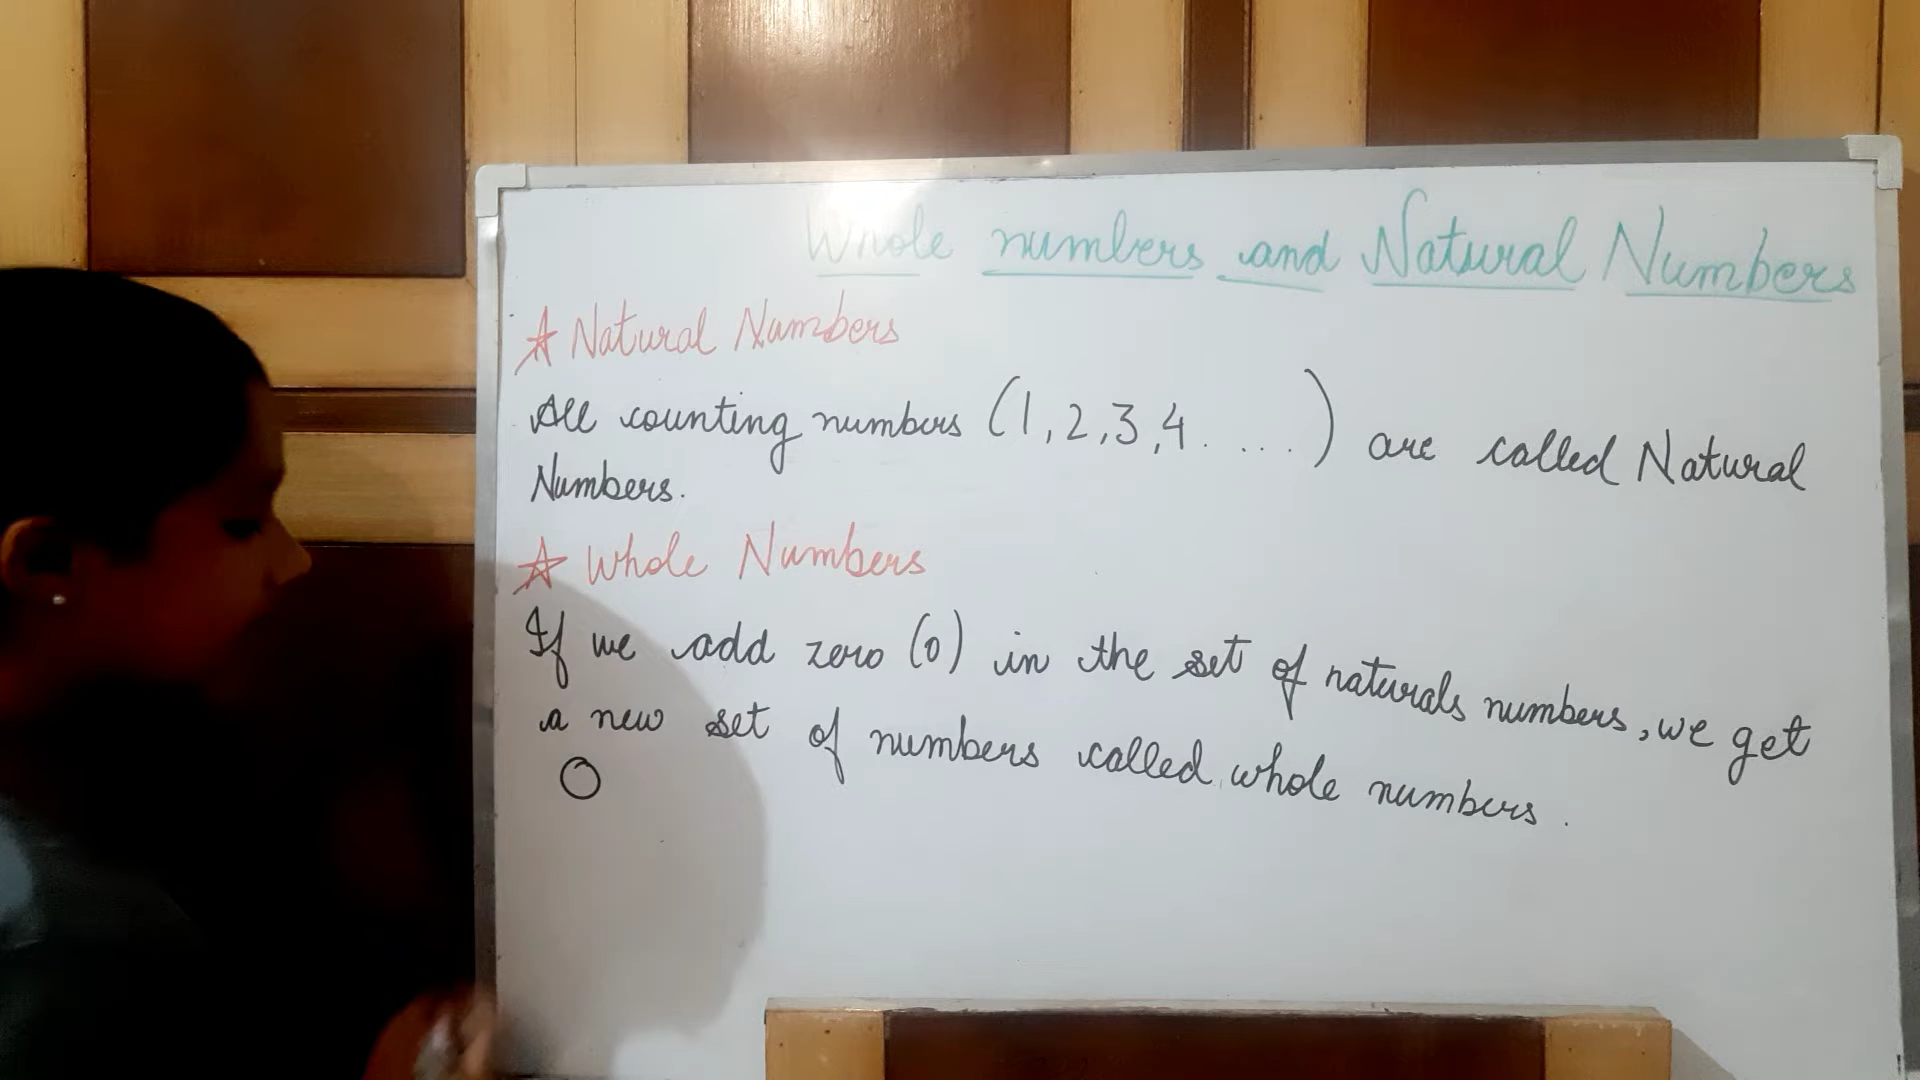 Whole numbers and Natural Numbers
☆ Natural Numbers
All counting numbers (1,2,3,4.....) are called Natural
Numbers.
☆ Whole Numbers
If we add zero (0) in the set of naturals numbers, we get
a new set of numbers called whole numbers.
O